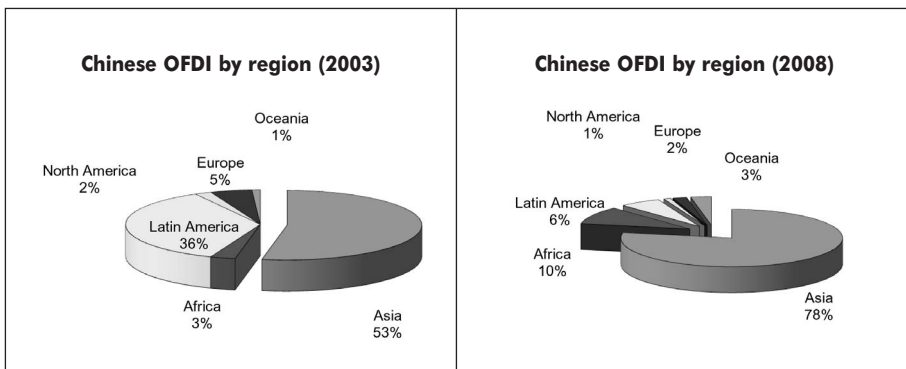 Chinese OFDI by region (2003)
Oceania
1%
North America
2%
Europe
5%
Latin America
36%
Africa
3%
Asia
53%
Chinese OFDI by region (2008)
North America
1%
Europe
2%
Oceania
3%
Latin America
6%
Africa
10%
Asia
78%